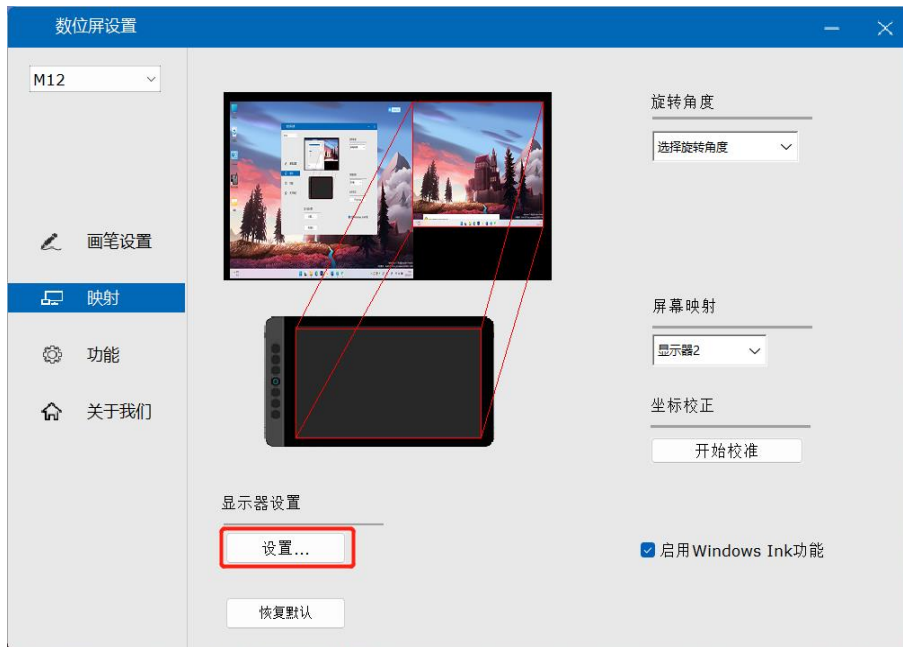 数位屏设置
M12
画笔设置
映射
功能
关于我们
旋转角度
选择旋转角度
屏幕映射
显示器2
坐标校正
开始校准
显示器设置
设置...
启用Windows Ink功能
恢复默认